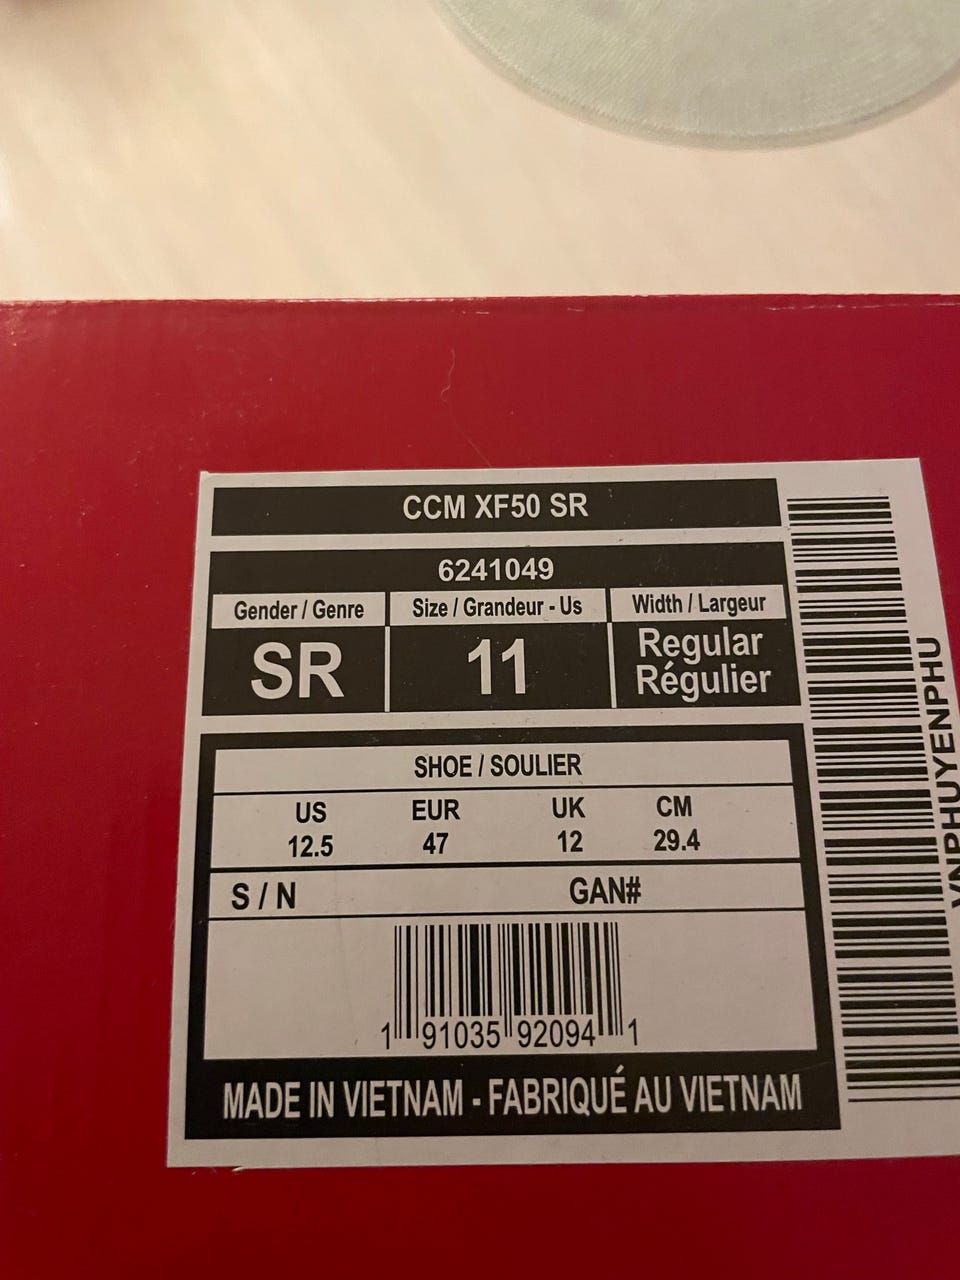 CCM XF50 SR
6241049
Gender / Genre Size / Grandeur - Us Width / Largeur
SR 11 Regular
Régulier
SHOE / SOULIER
US EUR UK CM
12.5 47 12 29.4
S / N GAN#
1 91035 92094 1
MADE IN VIETNAM - FABRIQUÉ AU VIETNAM
VNPHUYENPHU